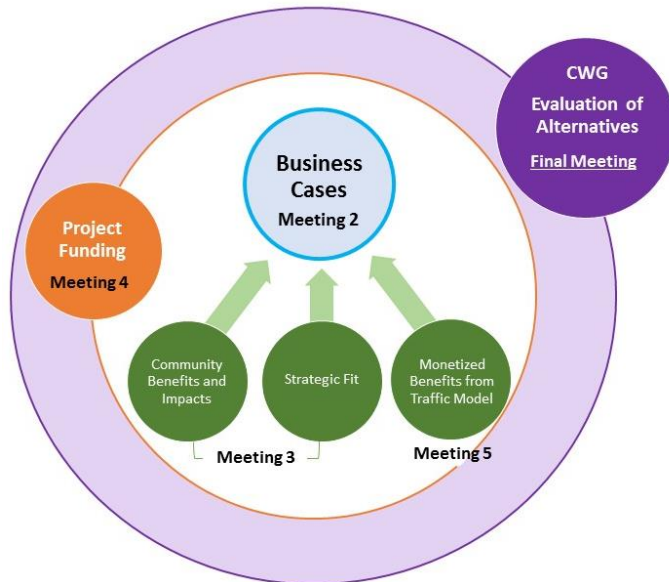 CWG
Evaluation of
Alternatives
Final Meeting
Business
Cases
Meeting 2
Project
Funding
Meeting 4
Community
Benefits and
Impacts
Strategic Fit
Monetized
Benefits from
Traffic Model
Meeting 3
Meeting 5